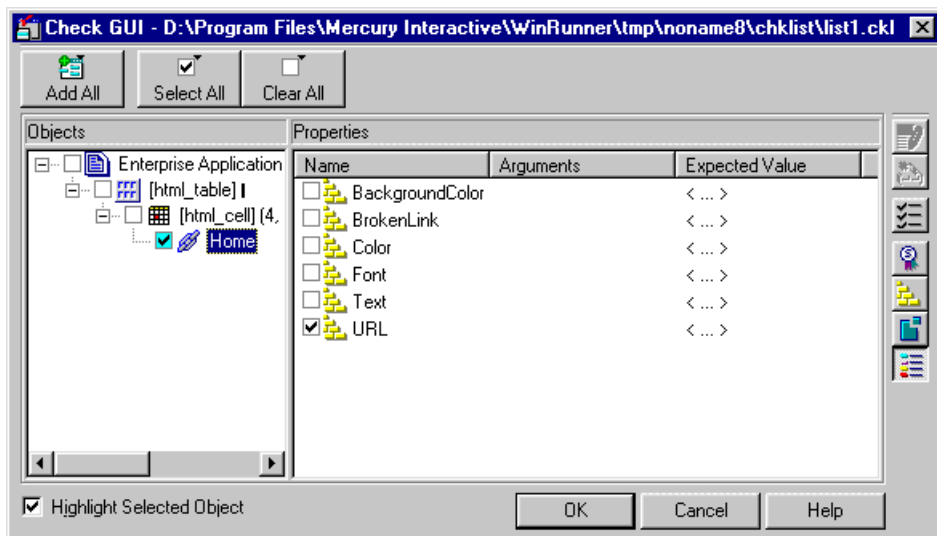 Check GUI - D:\Program Files\Mercury Interactive\WinRunner\tmp\noname8\chklist\list1.ckl
Add All Select All Clear All
Objects Properties
Name Arguments Expected Value
Enterprise Application
[html_table]
[html_cell] (4,
Home
BackgroundColor < ... >
BrokenLink < ... >
Color < ... >
Font < ... >
Text < ... >
URL < ... >
Highlight Selected Object OK Cancel Help